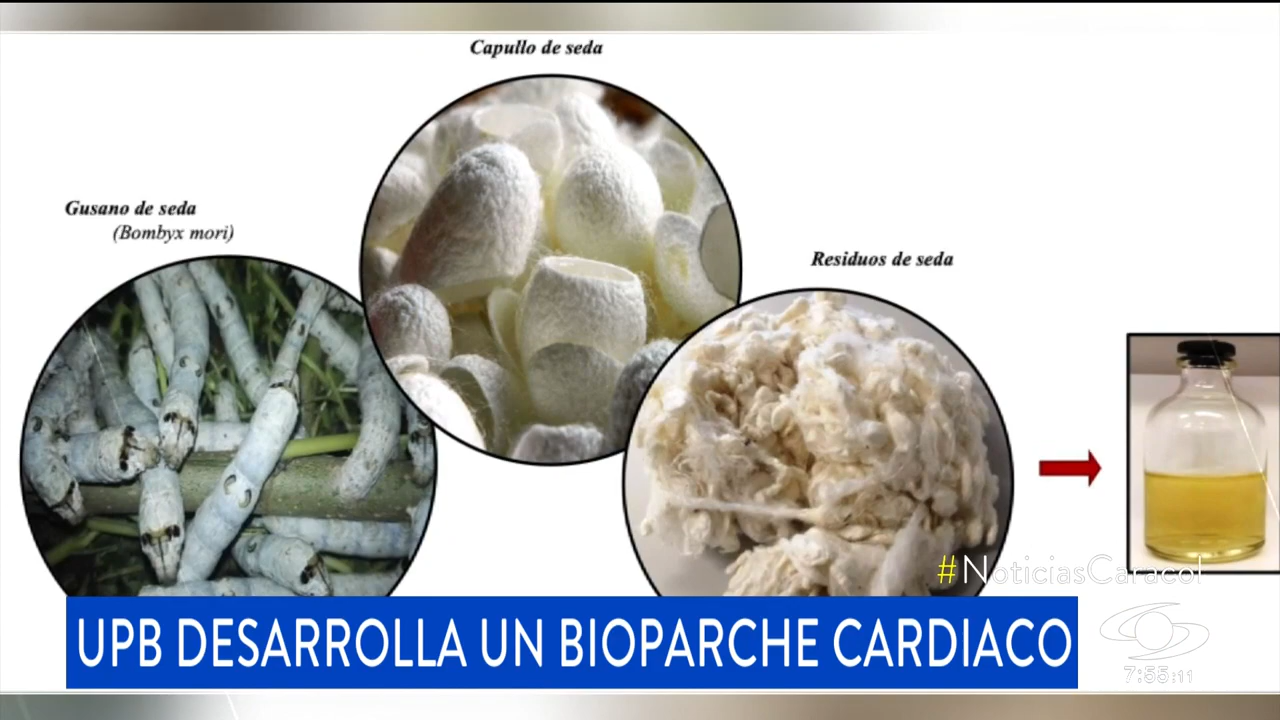 Capullo de seda
Gusano de seda
(Bombyx mori)
Residuos de seda
#NoticiasCaracol
UPB DESARROLLA UN BIOPARCHE CARDIACO
7:55:11